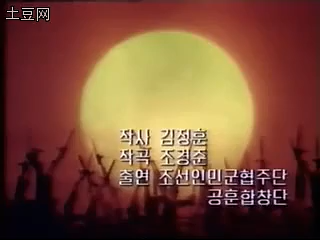 土豆网
작사 김정훈
작곡 조경준
출연 조선인민군협주단
공훈합창단